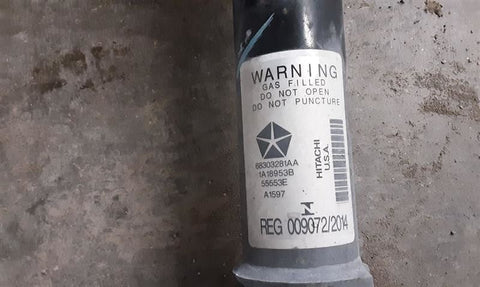 WARNING
GAS FILLED
DO NOT OPEN
DO NOT PUNCTURE
68303281AA
1A18953B
55553E
A1597
HITACHI
U.S.A.
REG 009072/2014